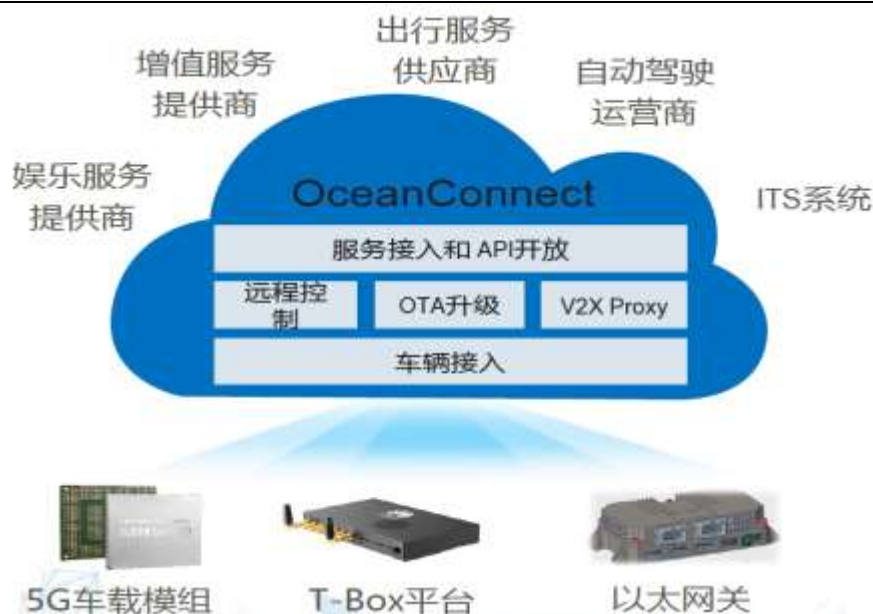 出行服务
供应商
增值服务
提供商
自动驾驶
运营商
娱乐服务
提供商
OceanConnect
ITS系统
服务接入和 API开放
远程控
制
OTA升级
V2X Proxy
车辆接入
5G车载模组
T-Box平台
以太网关